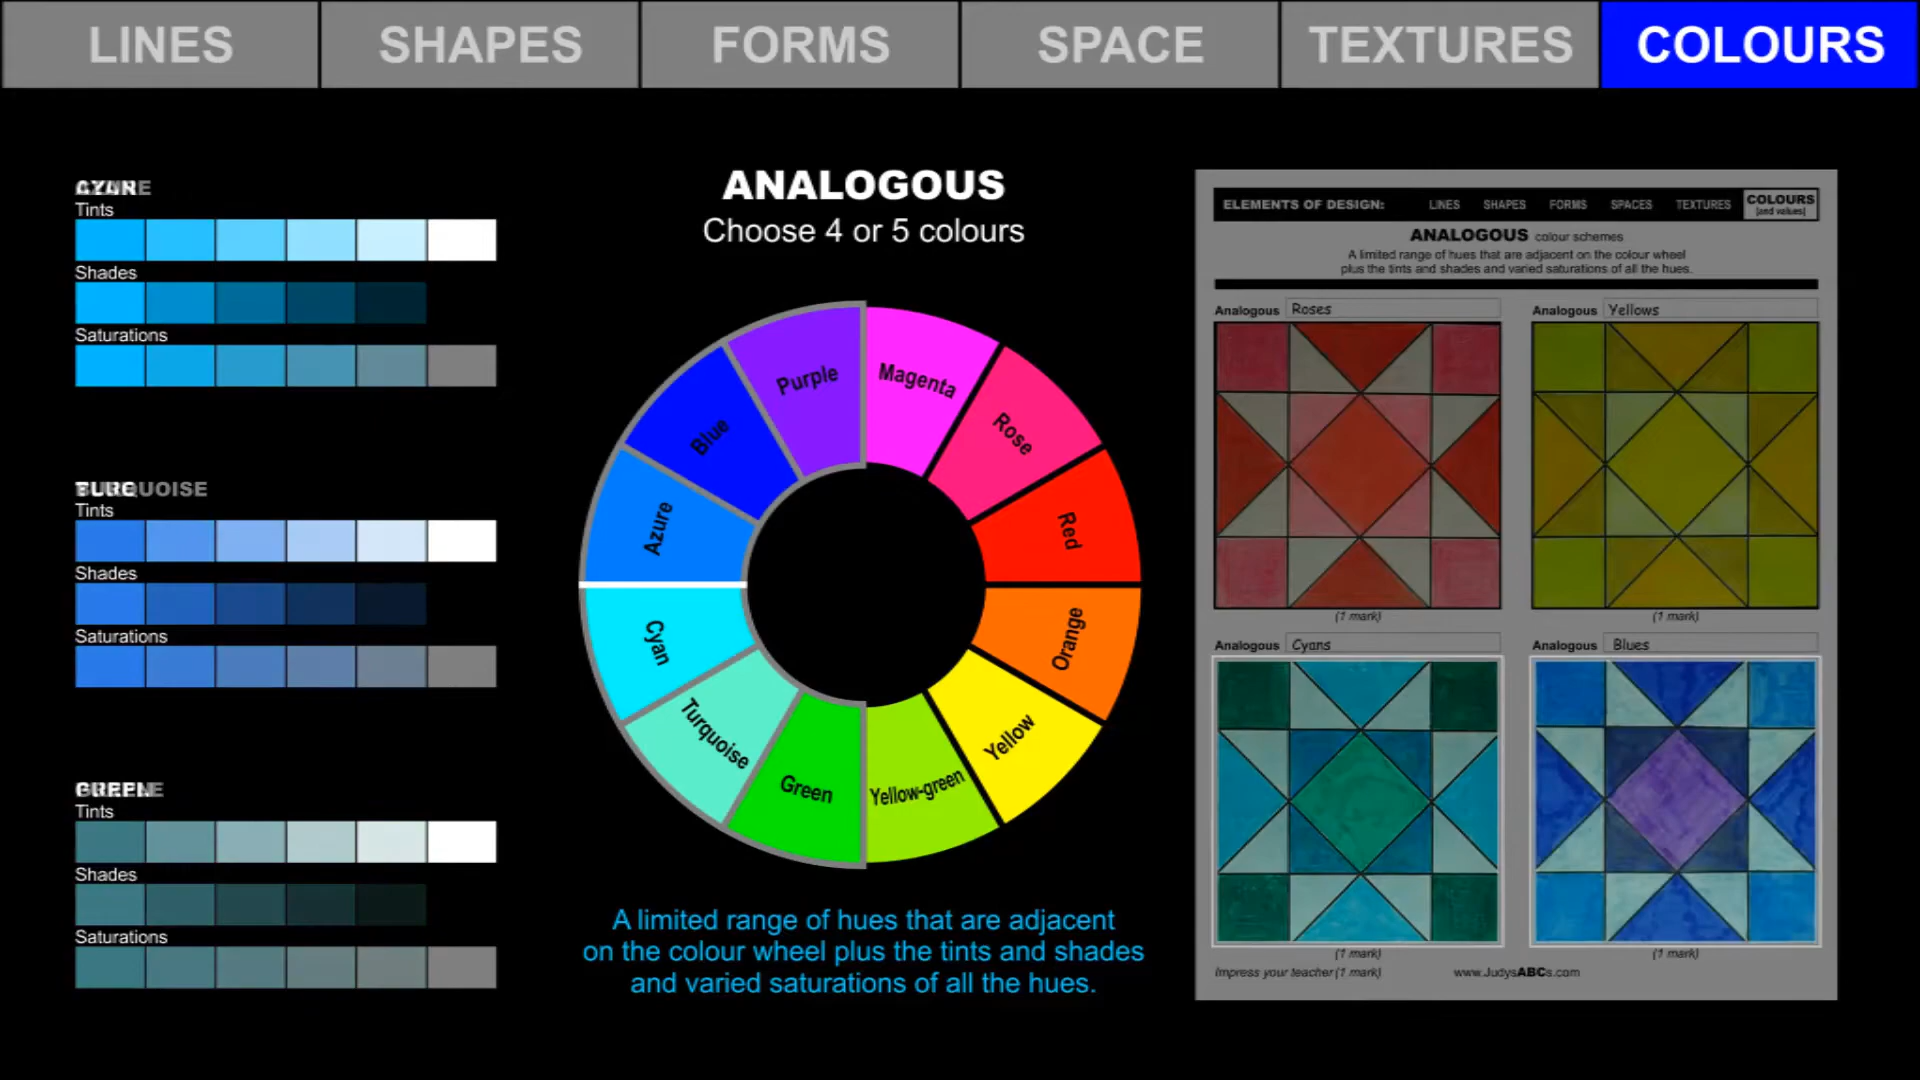 LINES SHAPES FORMS SPACE TEXTURES COLOURS
Tints
Shades
Saturations
Tints
Shades
Saturations
Tints
Shades
Saturations
ANALOGOUS
Choose 4 or 5 colours
Purple
Magenta
Blue
Rose
Azure
Red
Cyan
Orange
Turquoise
Yellow
Green
Yellow-green
A limited range of hues that are adjacent
on the colour wheel plus the tints and shades
and varied saturations of all the hues.
ELEMENTS OF DESIGN: LINES SHAPES FORMS SPACES TEXTURES COLOURS
(and values)
ANALOGOUS colour schemes
A limited range of hues that are adjacent on the colour wheel
plus the tints and shades and varied saturations of all the hues.
Analogous Roses
Analogous Yellows
(1 mark)
(1 mark)
Analogous Cyans
Analogous Blues
(1 mark)
(1 mark)
Impress your teacher (1 mark)
www.JudysABCs.com